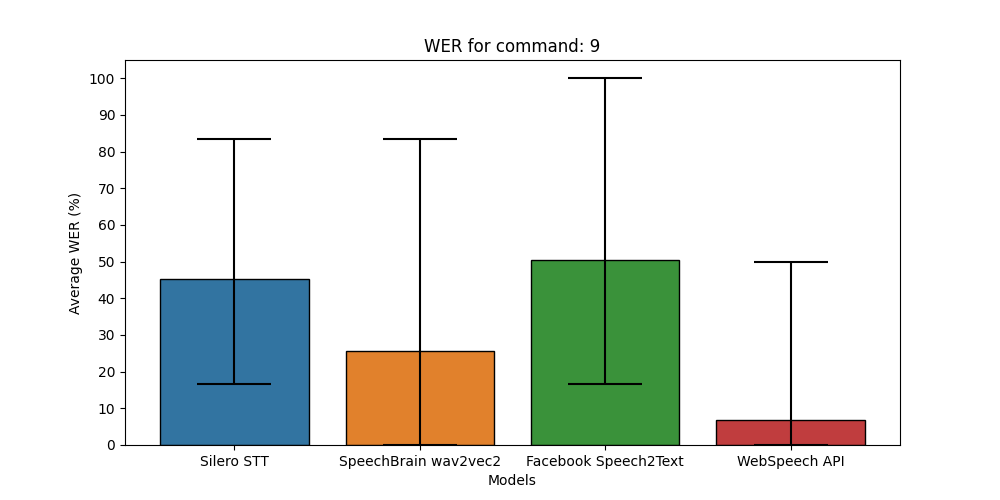 WER for command: 9
100
90
80
70
60
50
40
30
20
10
0
Average WER (%)
Silero STT
SpeechBrain wav2vec2
Facebook Speech2Text
WebSpeech API
Models